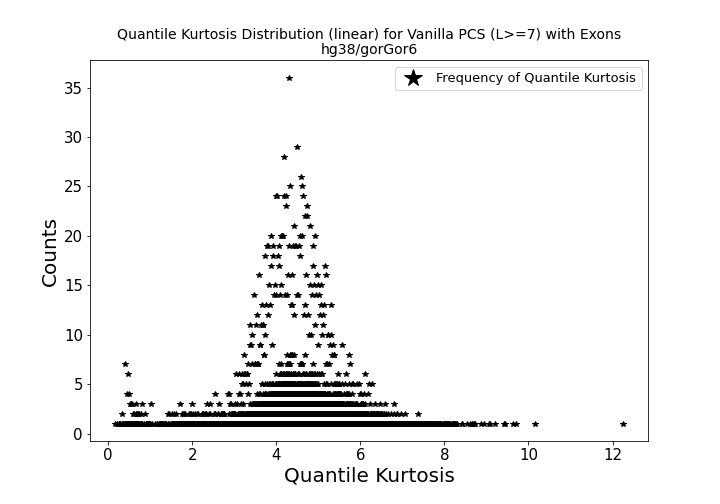 Quantile Kurtosis Distribution (linear) for Vanilla PCS (L>=7) with Exons
hg38/gorGor6
Frequency of Quantile Kurtosis
Counts
35
30
25
20
15
10
5
0
0 2 4 6 8 10 12
Quantile Kurtosis